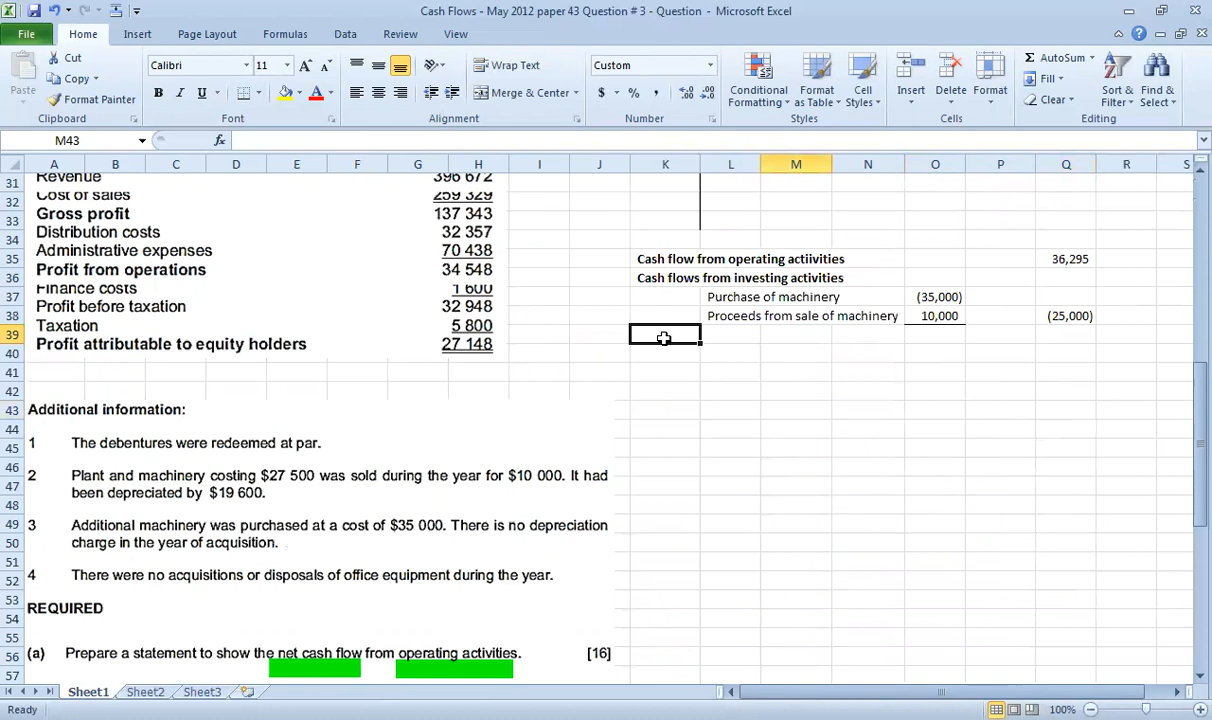 Cash Flows - May 2012 paper 43 Question # 3 - Question - Microsoft Excel
File Home Insert Page Layout Formulas Data Review View
Paste
Cut
Copy
Format Painter
Clipboard
Calibri 11
B I U
Font
Wrap Text
Merge & Center
Alignment
Custom
$ % ,
Number
Conditional Formatting
Format as Table
Cell Styles
Styles
Insert Delete Format
Cells
AutoSum
Fill
Clear
Sort & Filter
Find & Select
Editing
M43 fx
A B C D E F G H I J K L M N O P Q R S
31 Revenue 396 672
32 Cost of sales 259 329
33 Gross profit 137 343
34 Distribution costs 32 357
35 Administrative expenses 70 438 Cash flow from operating actiivities 36,295
36 Profit from operations 34 548 Cash flows from investing activities
37 Finance costs 1 600 Purchase of machinery (35,000)
38 Profit before taxation 32 948 Proceeds from sale of machinery 10,000 (25,000)
39 Taxation 5 800
40 Profit attributable to equity holders 27 148
41
42
43 Additional information:
44
45 1 The debentures were redeemed at par.
46
47 2 Plant and machinery costing $27 500 was sold during the year for $10 000. It had
48 been depreciated by $19 600.
49 3 Additional machinery was purchased at a cost of $35 000. There is no depreciation
50 charge in the year of acquisition.
51
52 4 There were no acquisitions or disposals of office equipment during the year.
53
54 REQUIRED
55
56 (a) Prepare a statement to show the net cash flow from operating activities. [16]
57
Sheet1 Sheet2 Sheet3
Ready 100%